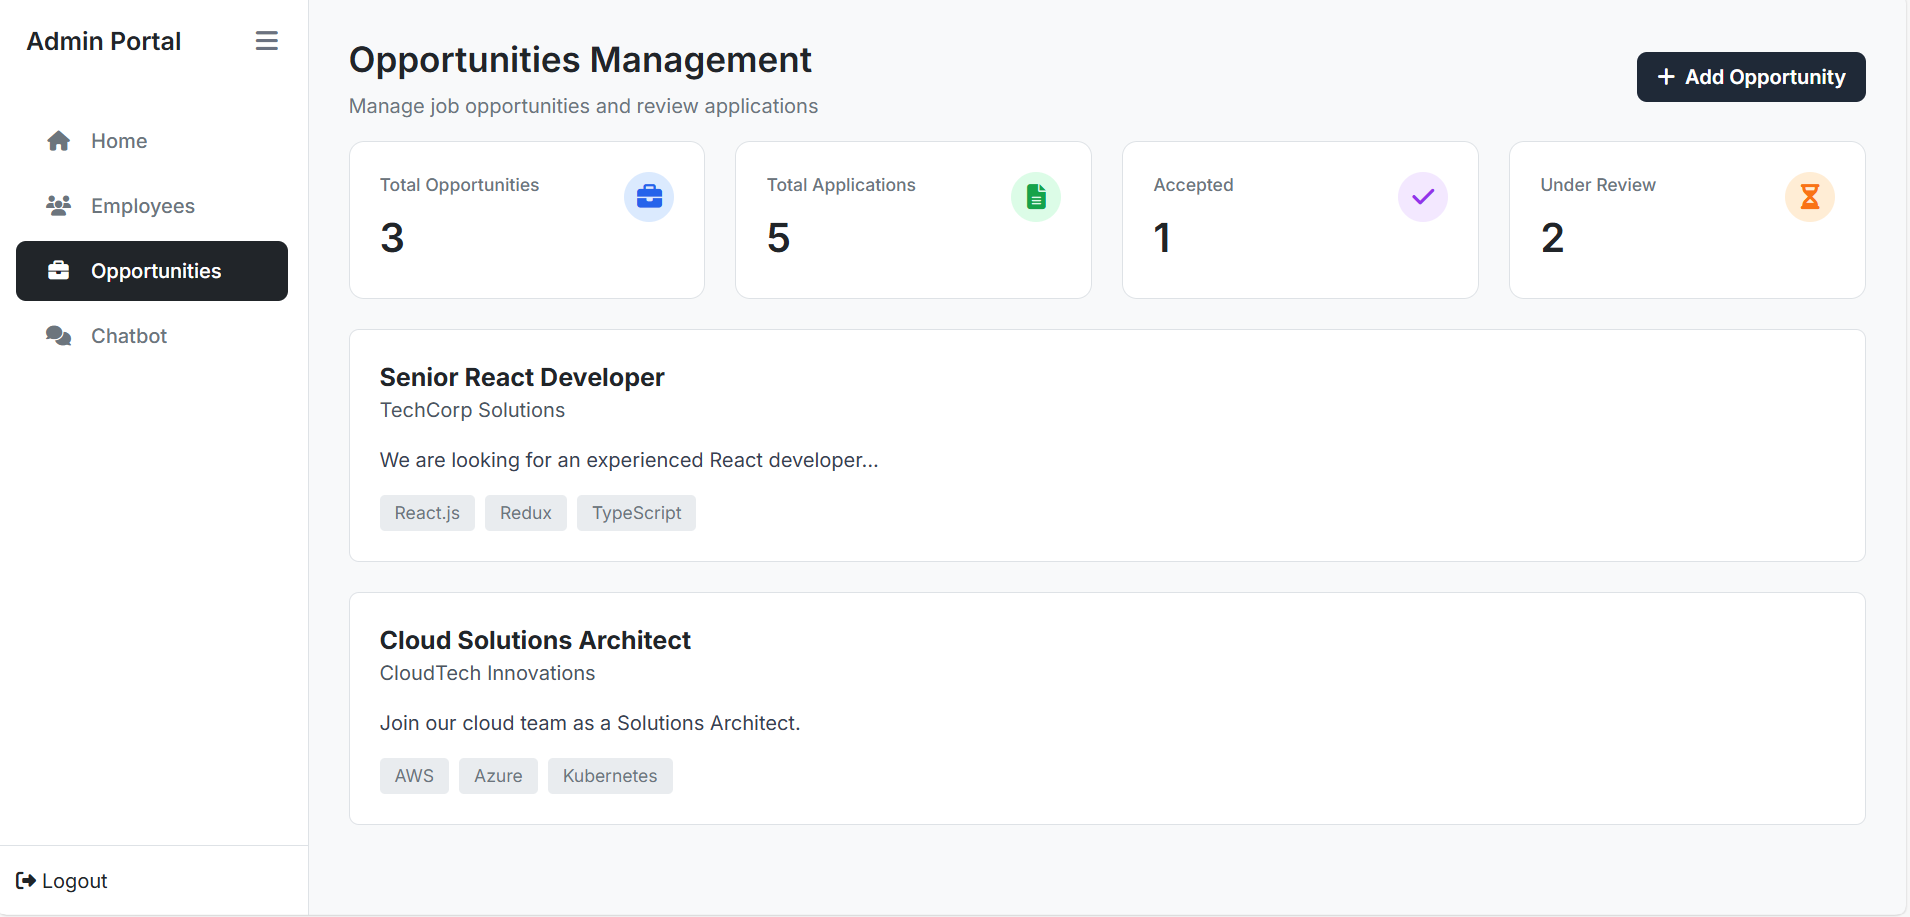 Admin Portal
Home
Employees
Opportunities
Chatbot
Logout
Opportunities Management
Manage job opportunities and review applications
+ Add Opportunity
Total Opportunities
3
Total Applications
5
Accepted
1
Under Review
2
Senior React Developer
TechCorp Solutions
We are looking for an experienced React developer...
React.js Redux TypeScript
Cloud Solutions Architect
CloudTech Innovations
Join our cloud team as a Solutions Architect.
AWS Azure Kubernetes